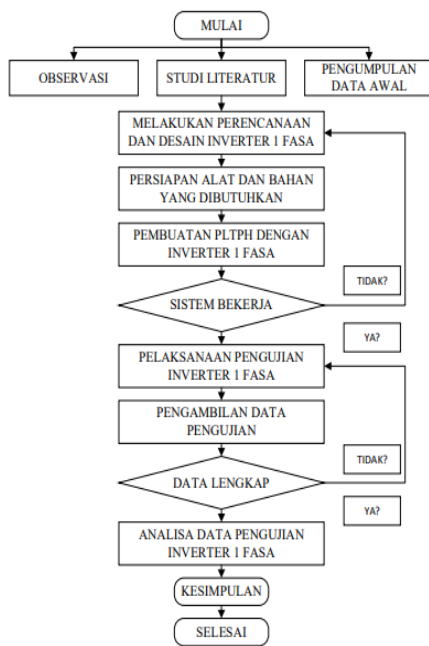 MULAI
OBSERVASI
STUDI LITERATUR
PENGUMPULAN
DATA AWAL
MELAKUKAN PERENCANAAN
DAN DESAIN INVERTER 1 FASA
PERSIAPAN ALAT DAN BAHAN
YANG DIBUTUHKAN
PEMBUATAN PLTPH DENGAN
INVERTER 1 FASA
TIDAK?
SISTEM BEKERJA
YA?
PELAKSANAAN PENGUJIAN
INVERTER 1 FASA
PENGAMBILAN DATA
PENGUJIAN
TIDAK?
DATA LENGKAP
YA?
ANALISA DATA PENGUJIAN
INVERTER 1 FASA
KESIMPULAN
SELESAI